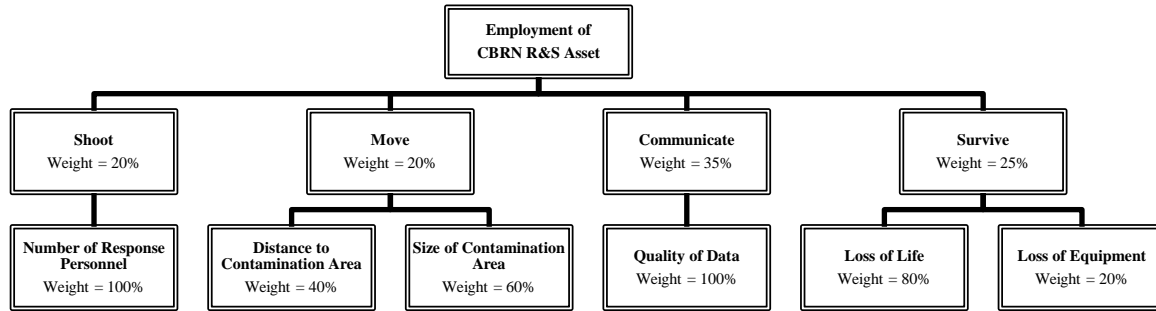 Employment of
CBRN R&S Asset
Shoot
Weight = 20%
Move
Weight = 20%
Communicate
Weight = 35%
Survive
Weight = 25%
Number of Response
Personnel
Weight = 100%
Distance to
Contamination Area
Weight = 40%
Size of Contamination
Area
Weight = 60%
Quality of Data
Weight = 100%
Loss of Life
Weight = 80%
Loss of Equipment
Weight = 20%